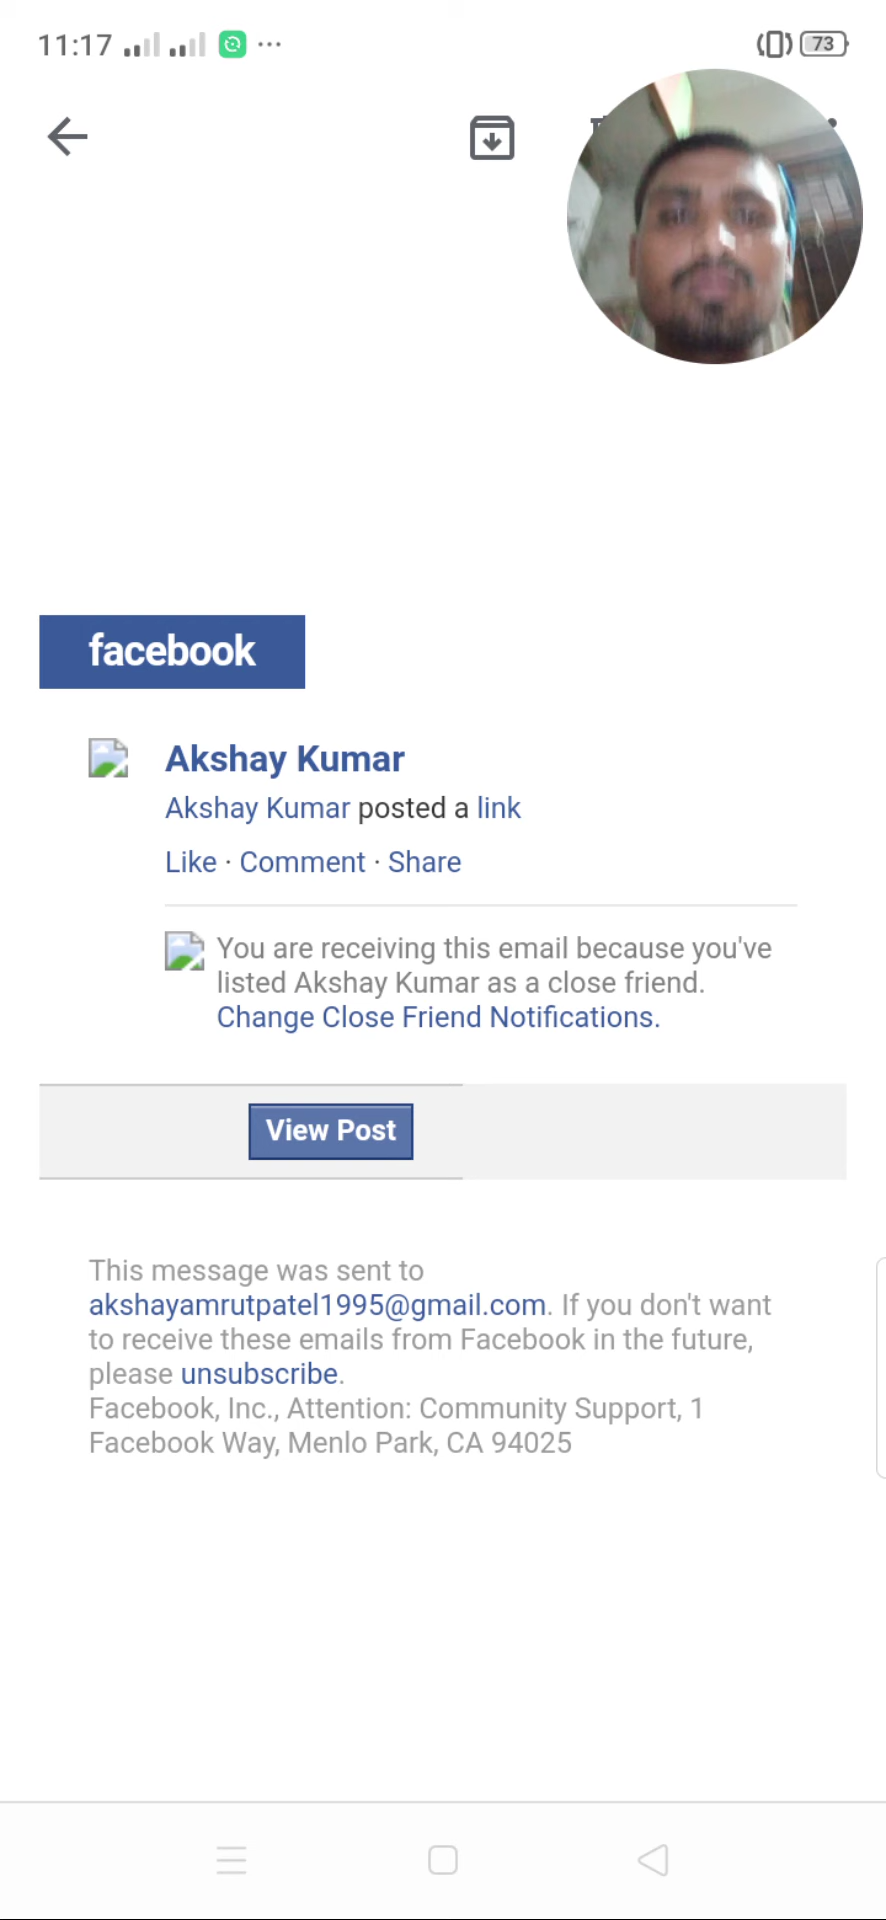 11:17
73
facebook
Akshay Kumar
Akshay Kumar posted a link
Like · Comment · Share
You are receiving this email because you've
listed Akshay Kumar as a close friend.
Change Close Friend Notifications.
View Post
This message was sent to
akshayamrutpatel1995@gmail.com. If you don't want
to receive these emails from Facebook in the future,
please unsubscribe.
Facebook, Inc., Attention: Community Support, 1
Facebook Way, Menlo Park, CA 94025